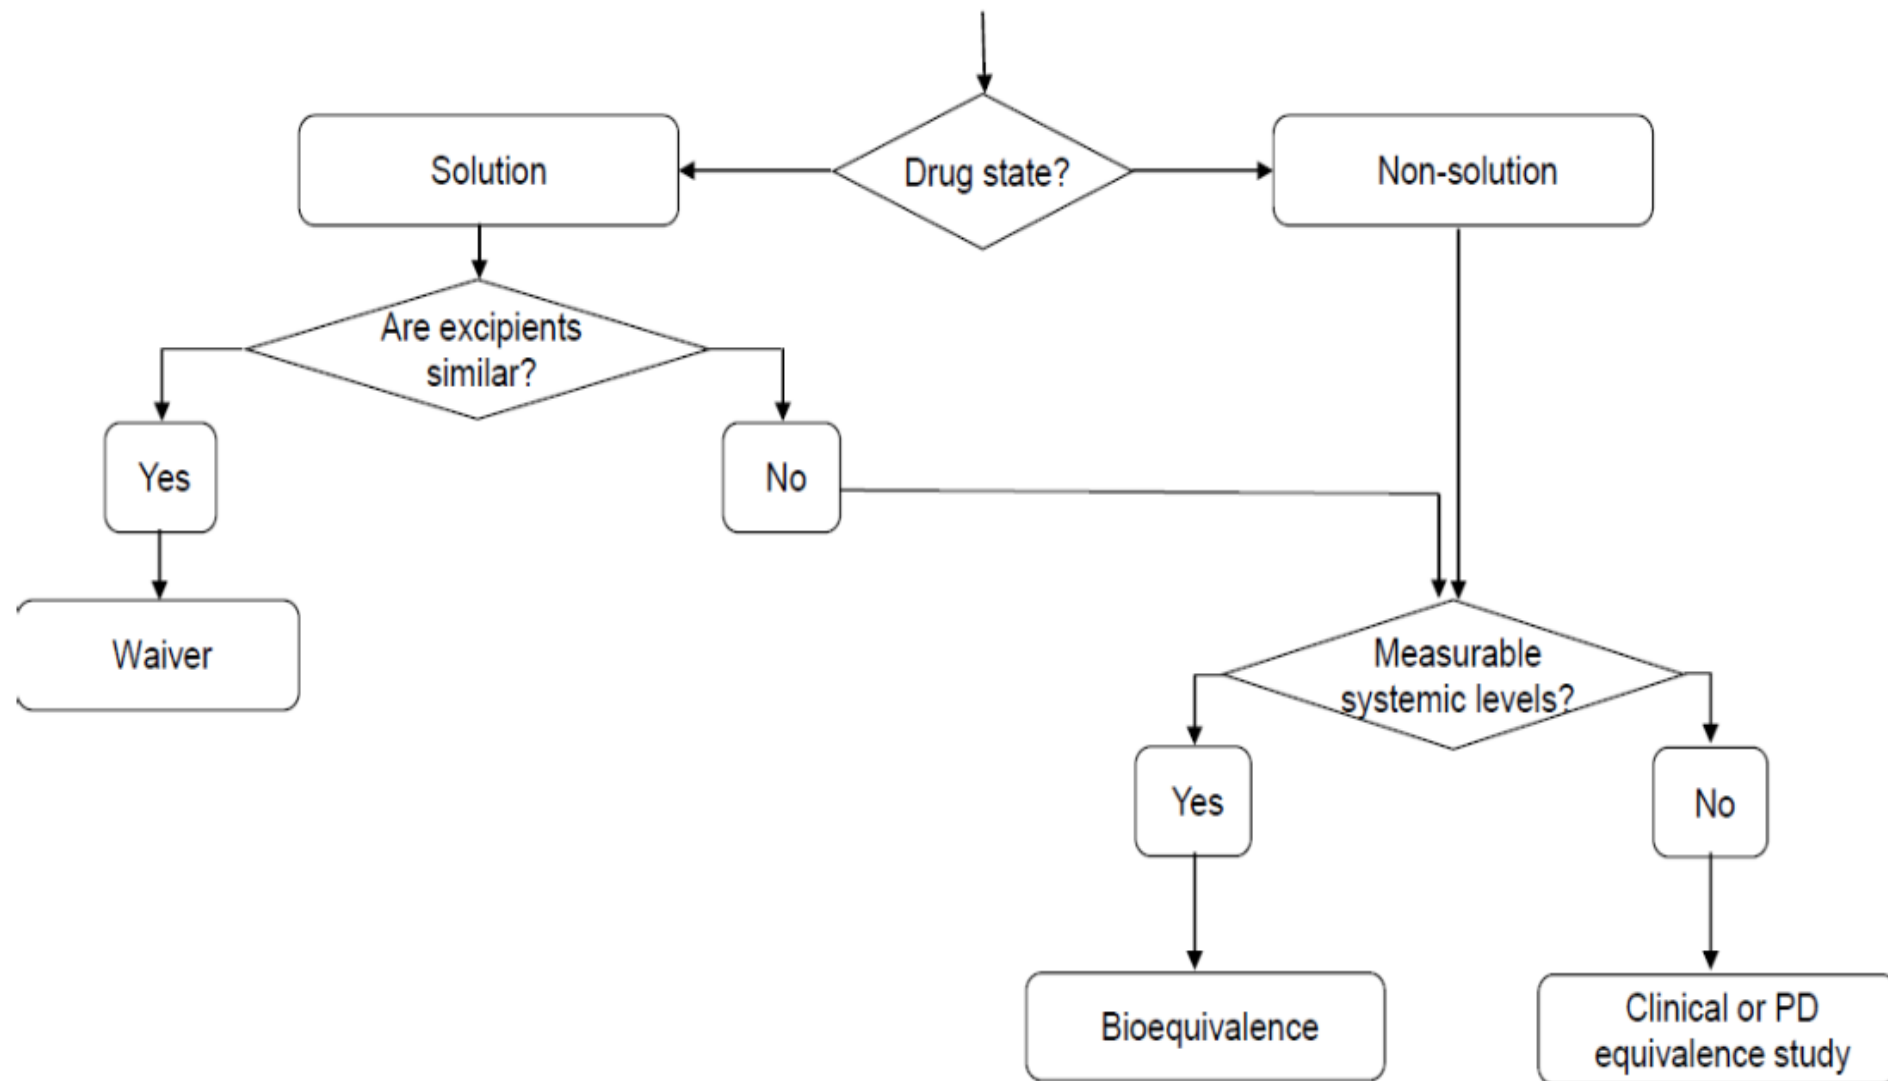 Drug state?
Solution
Non-solution
Are excipients
similar?
Yes
No
Waiver
Measurable
systemic levels?
Yes
No
Bioequivalence
Clinical or PD
equivalence study